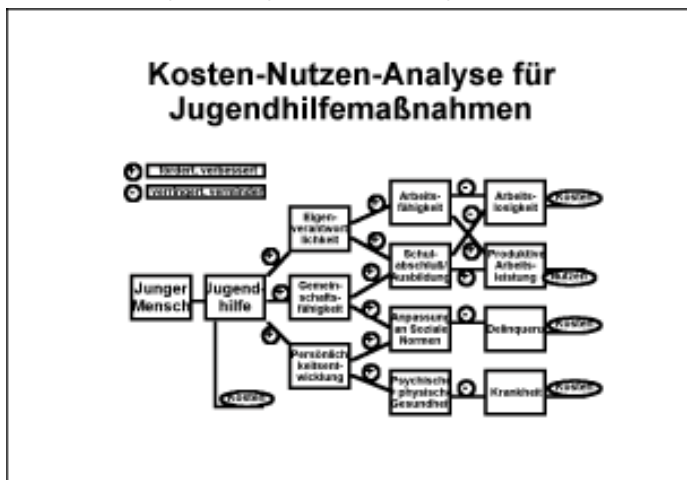 Kosten-Nutzen-Analyse für
Jugendhilfemaßnahmen
+ fördert, verbessert
- verringert, vermindert
Junger
Mensch
Jugend-
hilfe
Kosten
Eigen-
verantwort
lichkeit
Gemein-
schafts-
fähigkeit
Persönlich
keitsent-
wicklung
Arbeits-
fähigkeit
Schul-
abschluß/
Ausbildung
Anpassung
an Soziale
Normen
Psychische
physische
Gesundheit
Arbeits-
losigkeit
Kosten
Produktive
Arbeits-
leistung
Nutzen
Delinquenz
Kosten
Krankheit
Kosten